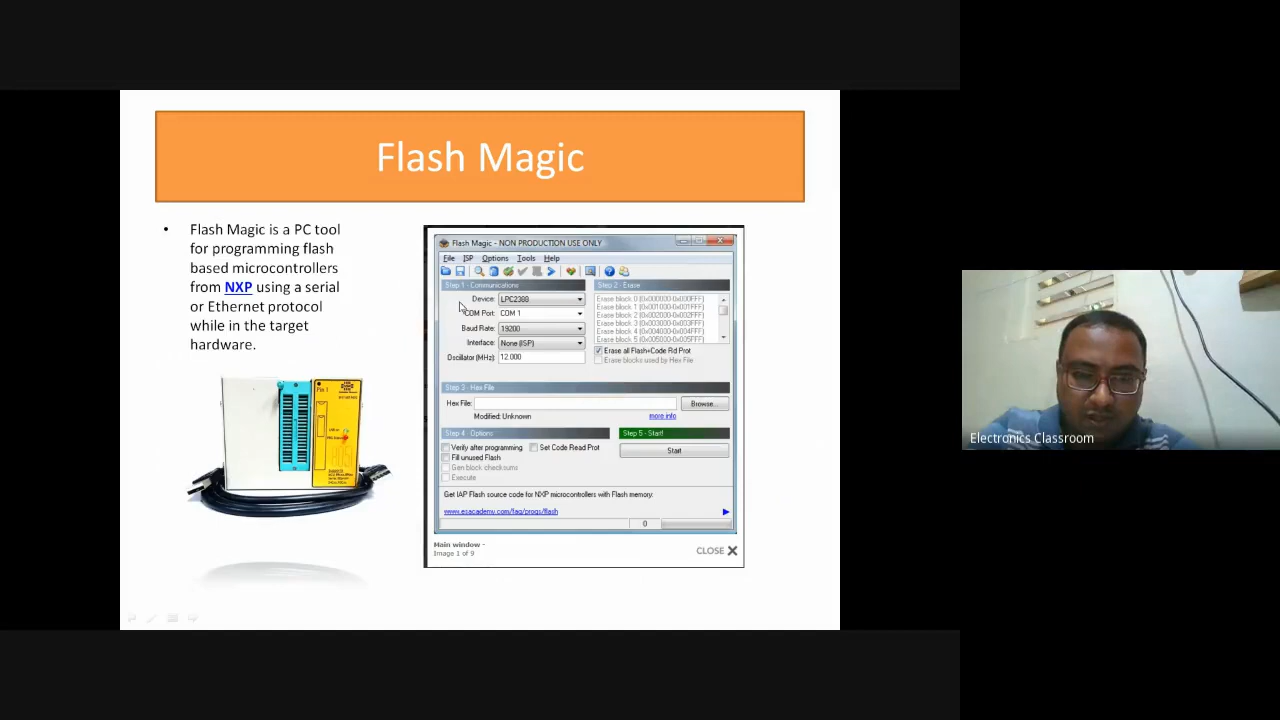 Flash Magic
• Flash Magic is a PC tool
for programming flash
based microcontrollers
from NXP using a serial
or Ethernet protocol
while in the target
hardware.
Pin 1
Flash Magic - NON PRODUCTION USE ONLY
File ISP Options Tools Help
Step 1 - Communications
Device: LPC2388
COM Port: COM 1
Baud Rate: 19200
Interface: None (ISP)
Oscillator (MHz): 12.000
Step 2 - Erase
Erase block 0 (0x000000-0x000FFF)
Erase block 1 (0x001000-0x001FFF)
Erase block 2 (0x002000-0x002FFF)
Erase block 3 (0x003000-0x003FFF)
Erase block 4 (0x004000-0x004FFF)
Erase block 5 (0x005000-0x005FFF)
Erase all Flash+Code Rd Prot
Erase blocks used by Hex File
Step 3 - Hex File
Hex File: Browse...
Modified: Unknown more info
Step 4 - Options
Verify after programming Set Code Read Prot
Fill unused Flash
Gen block checksums
Execute
Step 5 - Start!
Start
Get IAP Flash source code for NXP microcontrollers with Flash memory.
www.esacademy.com/faq/progs/flash
0
Main window -
Image 1 of 9
CLOSE X
Electronics Classroom